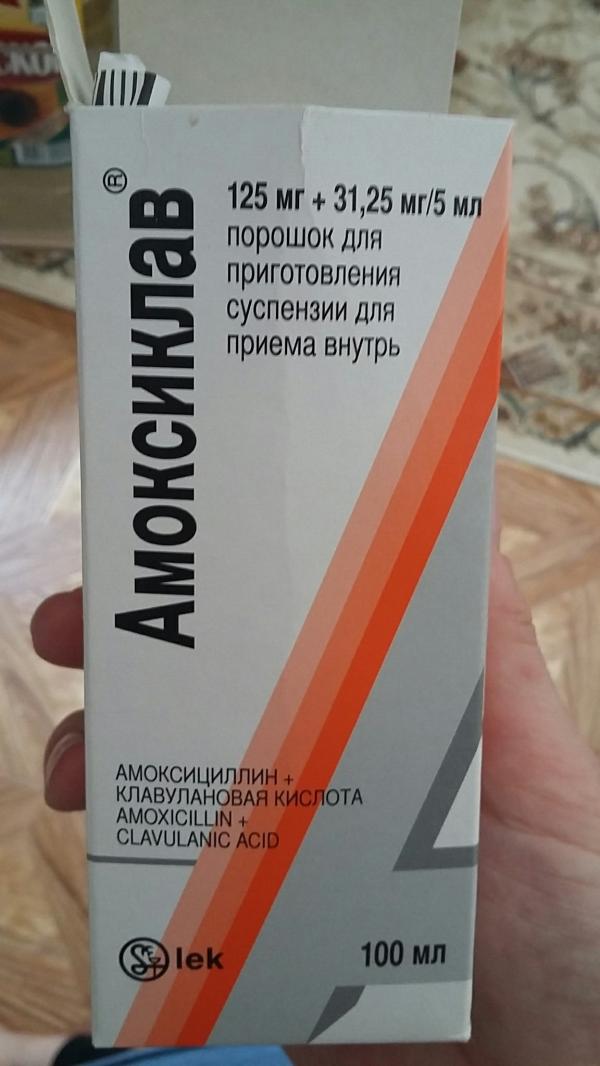 Амоксиклав®
125 мг + 31,25 мг/5 мл
порошок для
приготовления
суспензии для
приема внутрь
АМОКСИЦИЛЛИН +
КЛАВУЛАНОВАЯ КИСЛОТА
AMOXICILLIN +
CLAVULANIC ACID
lek
100 мл